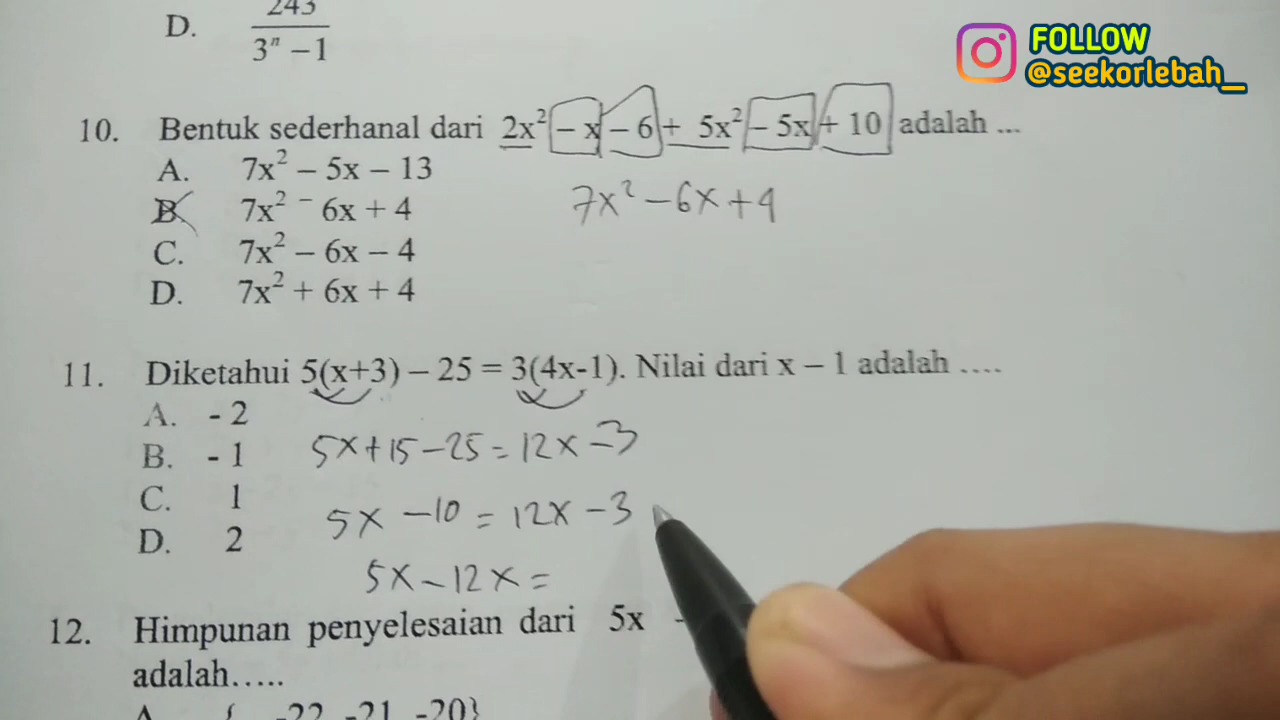 D. 243 / 3ⁿ – 1
FOLLOW
@seekorlebah_
10. Bentuk sederhanal dari 2x² – x – 6 + 5x² – 5x + 10 adalah ...
A. 7x² – 5x – 13
7x² – 6x + 4
B. 7x² – 6x + 4
C. 7x² – 6x – 4
D. 7x² + 6x + 4
11. Diketahui 5(x+3) – 25 = 3(4x-1). Nilai dari x – 1 adalah ....
A. - 2
5x + 15 – 25 = 12x – 3
B. - 1
C. 1
5x – 10 = 12x – 3
D. 2
5x – 12x =
12. Himpunan penyelesaian dari 5x
adalah.....
A. { -22, -21, -20}